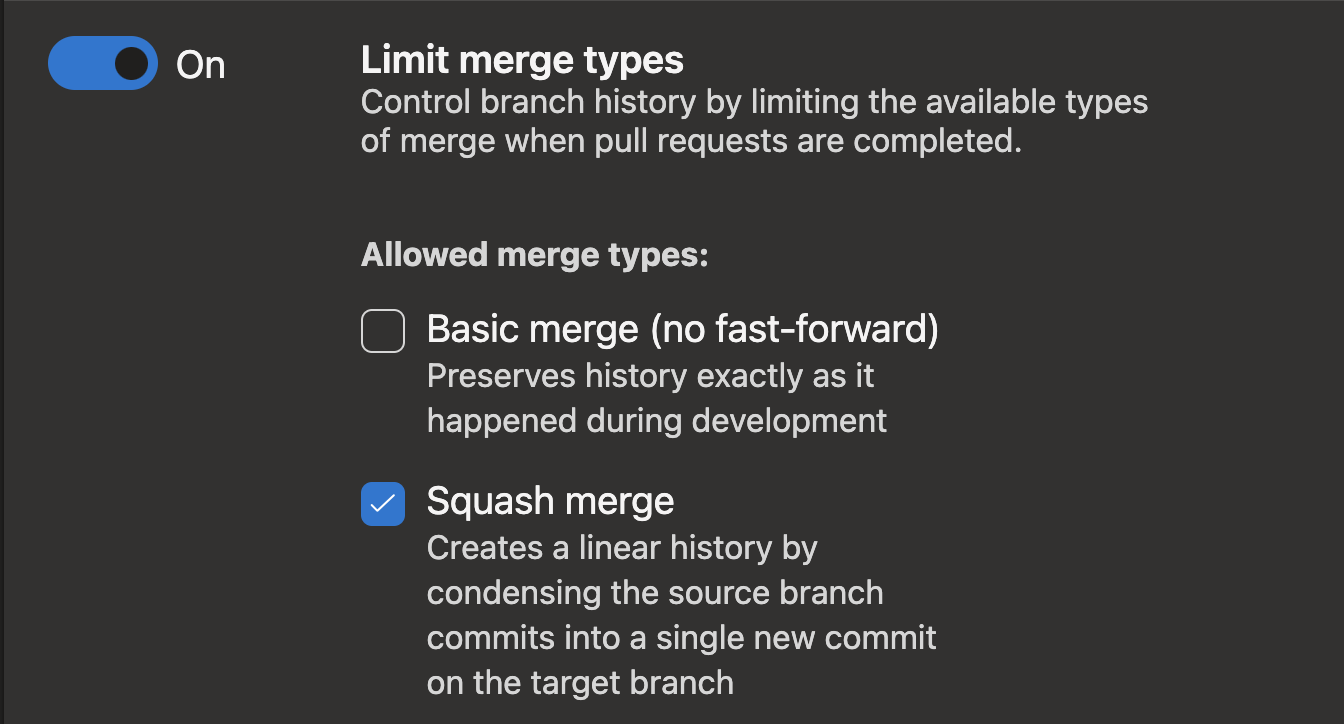 On
Limit merge types
Control branch history by limiting the available types
of merge when pull requests are completed.
Allowed merge types:
Basic merge (no fast-forward)
Preserves history exactly as it
happened during development
Squash merge
Creates a linear history by
condensing the source branch
commits into a single new commit
on the target branch